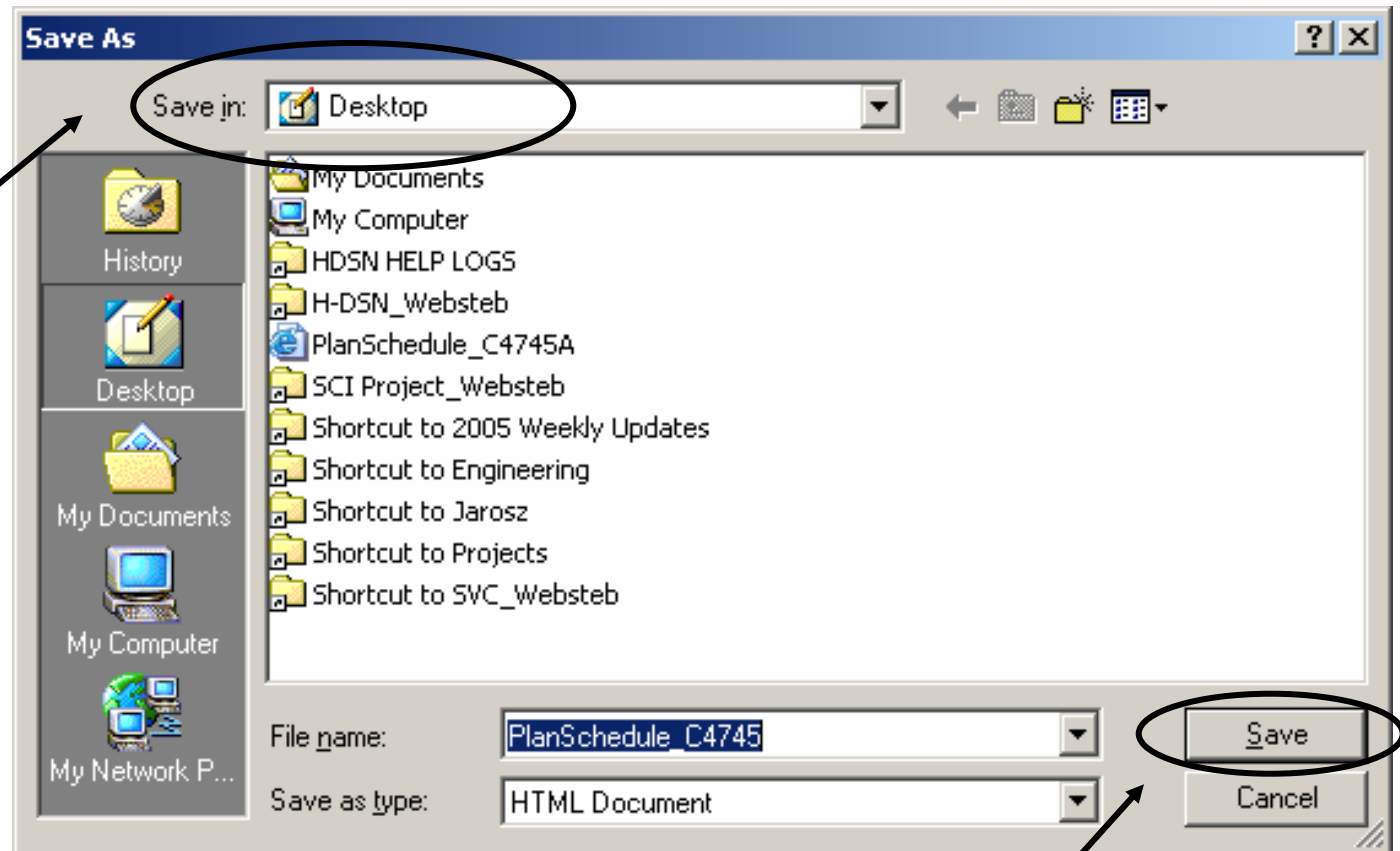 Save As
Save in: Desktop
History
Desktop
My Documents
My Computer
My Network P...
My Documents
My Computer
HDSN HELP LOGS
H-DSN_Websteb
PlanSchedule_C4745A
SCI Project_Websteb
Shortcut to 2005 Weekly Updates
Shortcut to Engineering
Shortcut to Jarosz
Shortcut to Projects
Shortcut to SVC_Websteb
File name: PlanSchedule_C4745 Save
Save as type: HTML Document Cancel